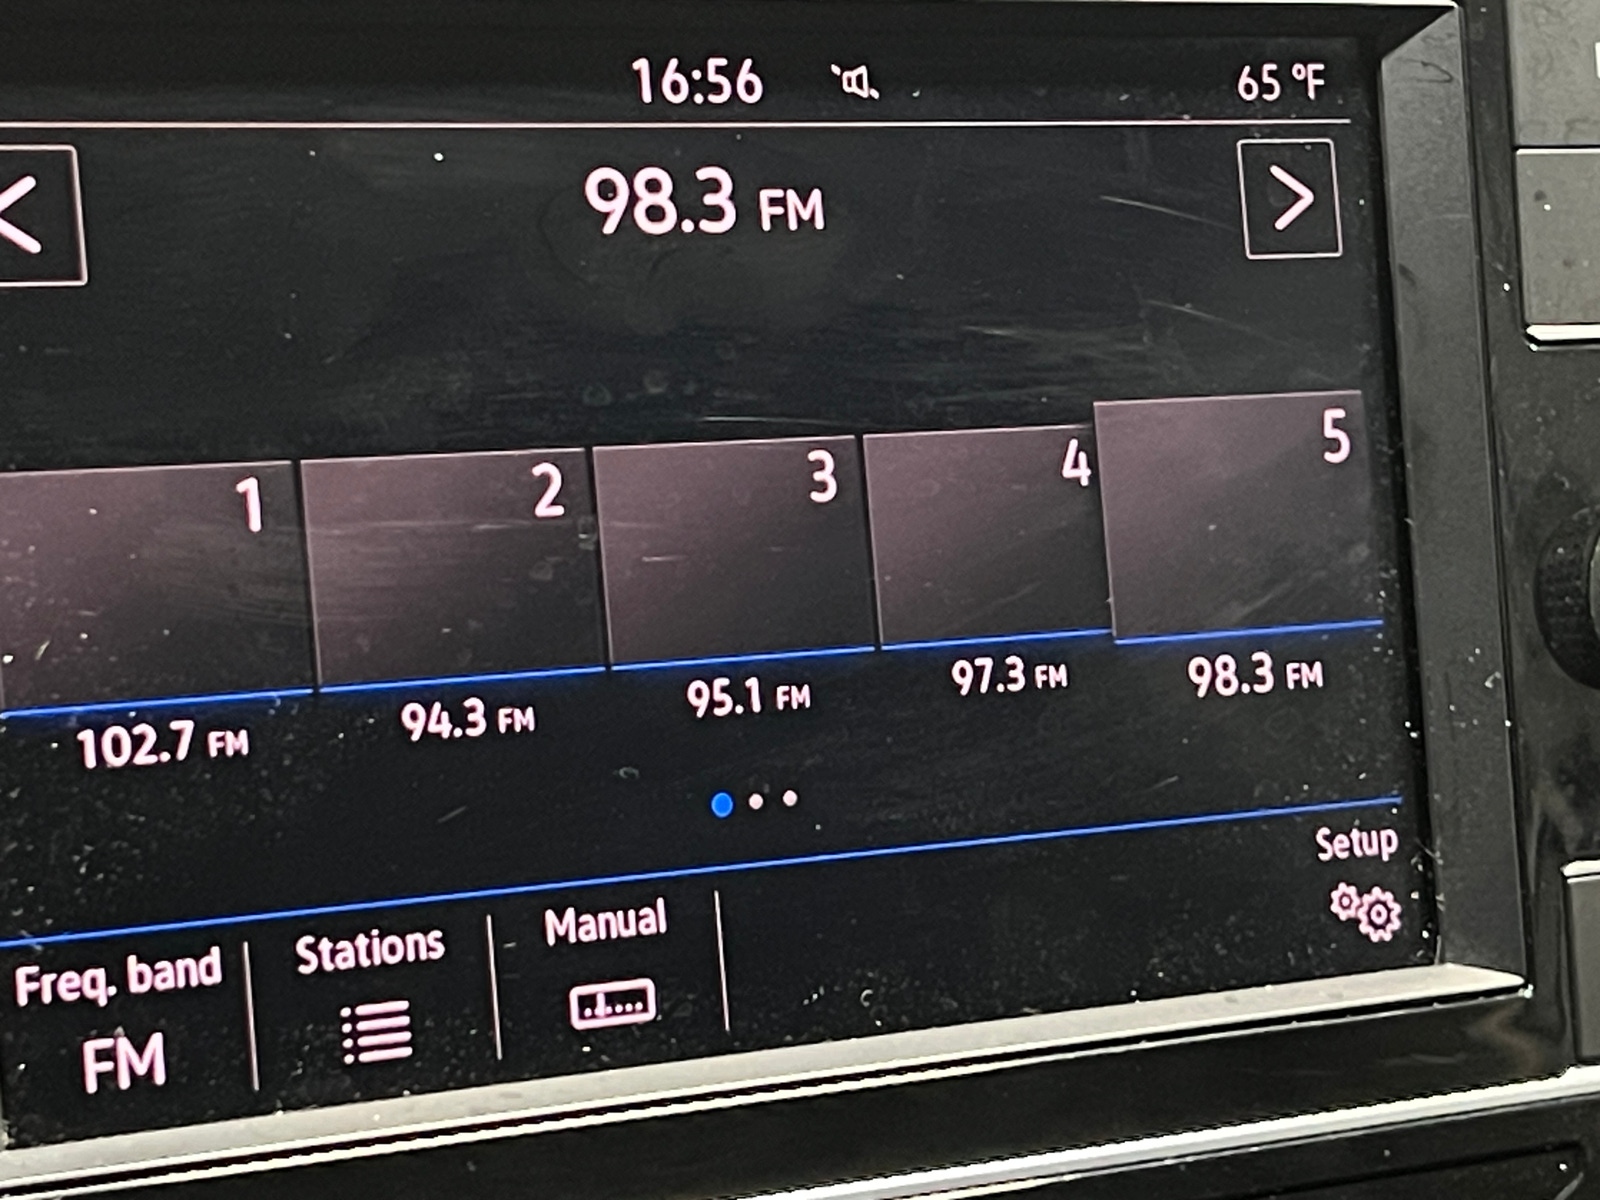 16:56
65 °F
98.3 FM
1
2
3
4
5
102.7 FM
94.3 FM
95.1 FM
97.3 FM
98.3 FM
Setup
Freq. band
Stations
Manual
FM